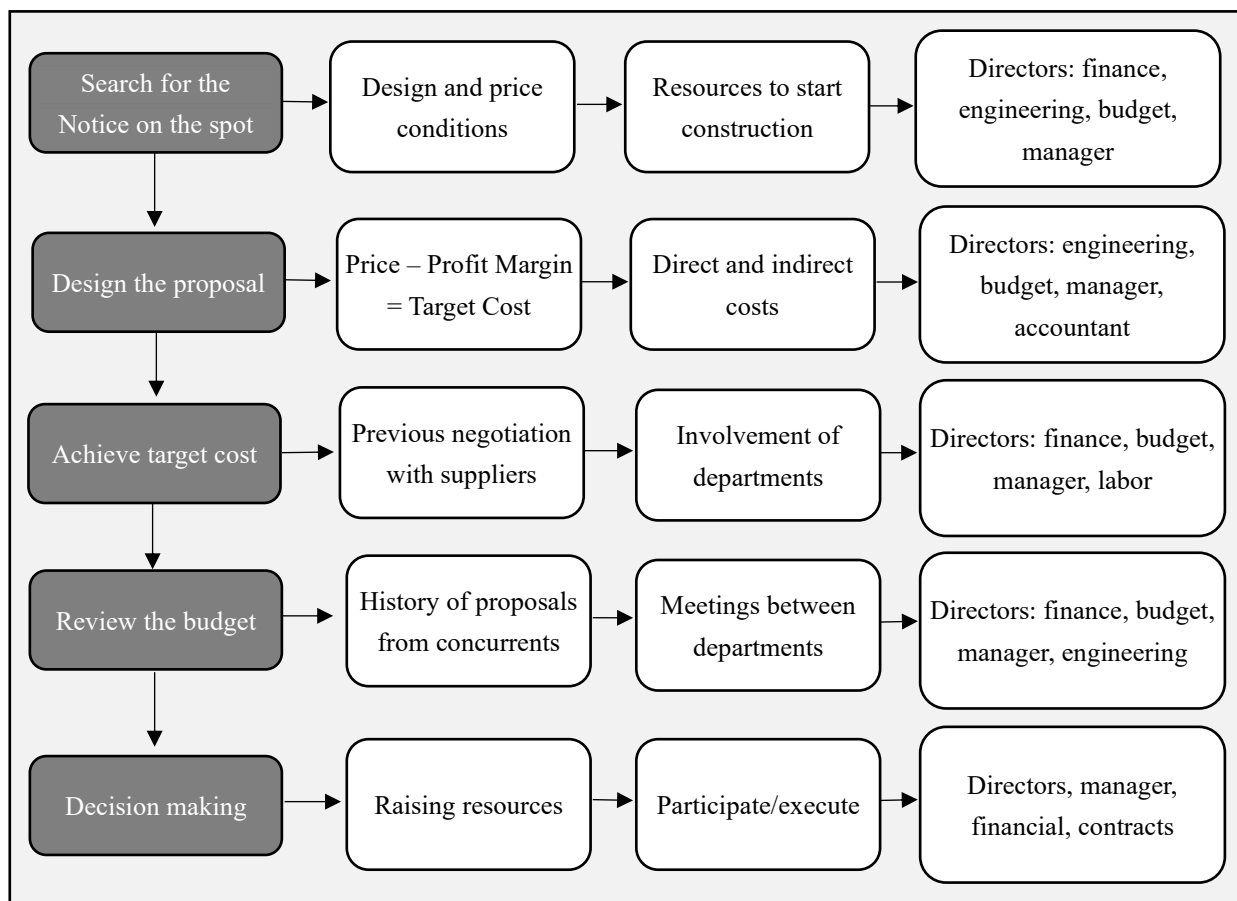 Search for the
Notice on the spot
Design and price
conditions
Resources to start
construction
Directors: finance,
engineering, budget,
manager
Design the proposal
Price – Profit Margin
= Target Cost
Direct and indirect
costs
Directors: engineering,
budget, manager,
accountant
Achieve target cost
Previous negotiation
with suppliers
Involvement of
departments
Directors: finance, budget,
manager, labor
Review the budget
History of proposals
from concurrents
Meetings between
departments
Directors: finance, budget,
manager, engineering
Decision making
Raising resources
Participate/execute
Directors, manager,
financial, contracts